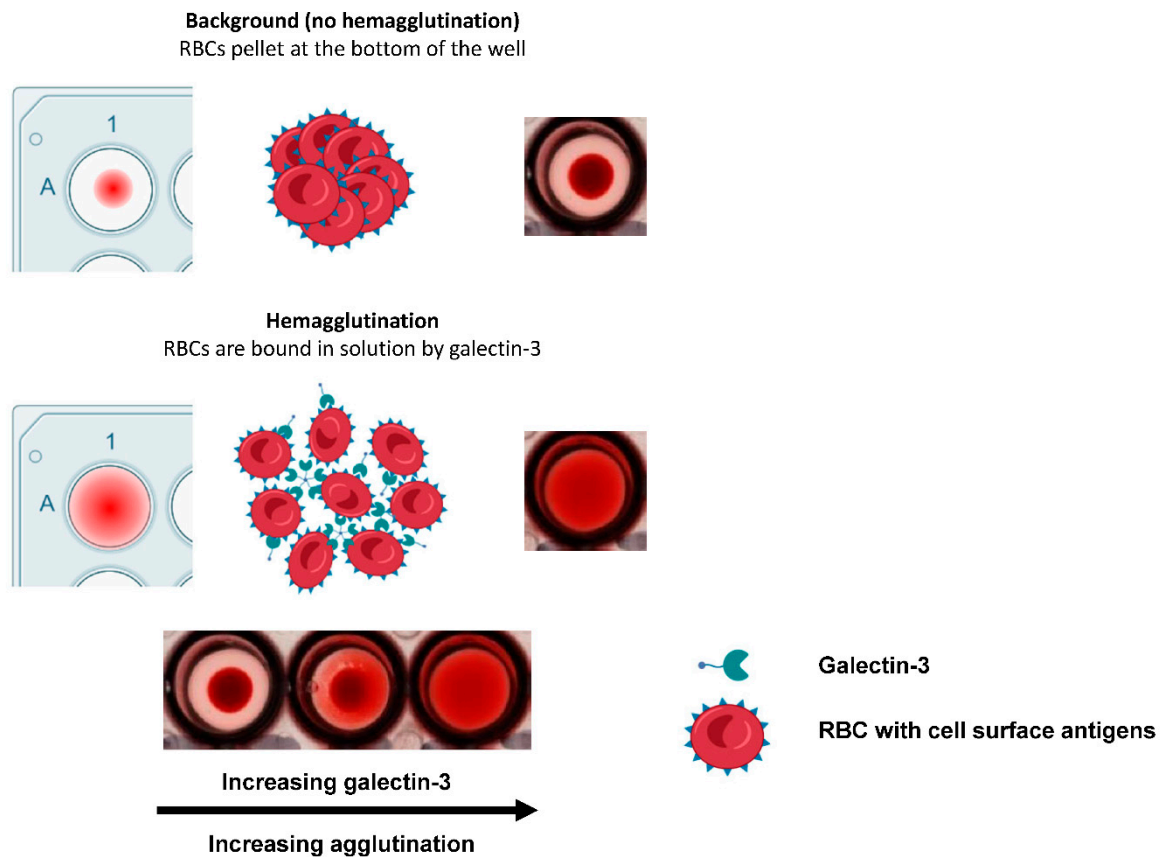 Background (no hemagglutination)
RBCs pellet at the bottom of the well
1
A
Hemagglutination
RBCs are bound in solution by galectin-3
1
A
Galectin-3
RBC with cell surface antigens
Increasing galectin-3
Increasing agglutination